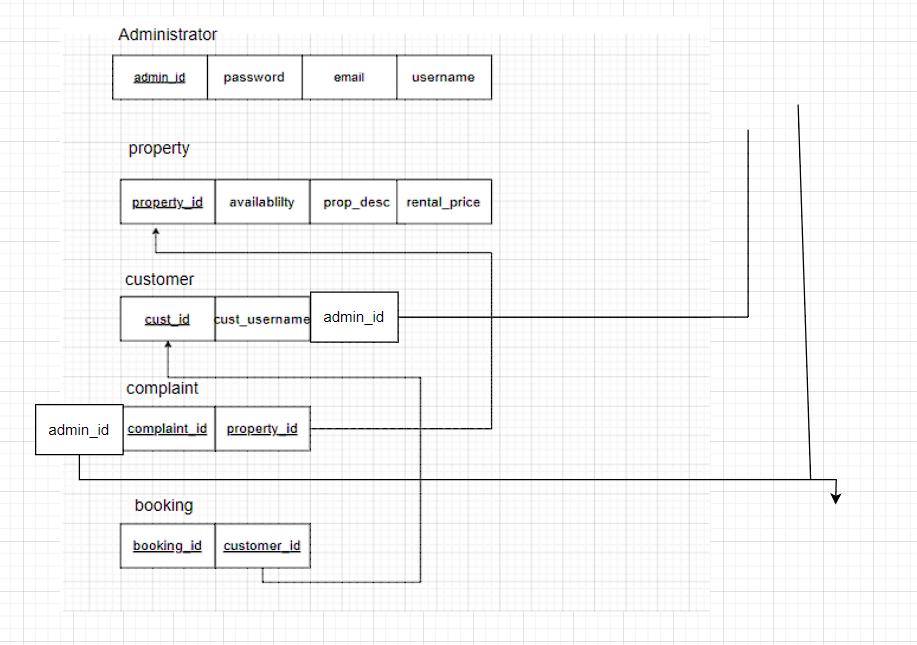 Administrator
admin_id password email username
property
property_id availablilty prop_desc rental_price
customer
cust_id cust_username admin_id
complaint
admin_id complaint_id property_id
booking
booking_id customer_id